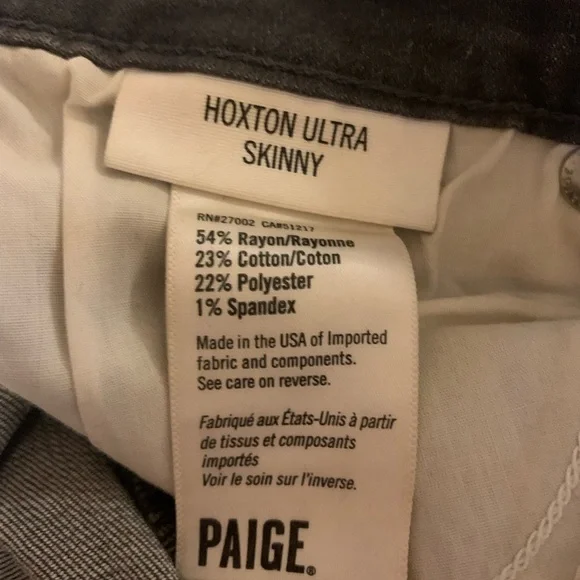 HOXTON ULTRA
SKINNY
RN#27002 CA#51217
54% Rayon/Rayonne
23% Cotton/Coton
22% Polyester
1% Spandex
Made in the USA of Imported
fabric and components.
See care on reverse.
Fabriqué aux États-Unis à partir
de tissus et composants
importés
Voir le soin sur l'inverse.
PAIGE®